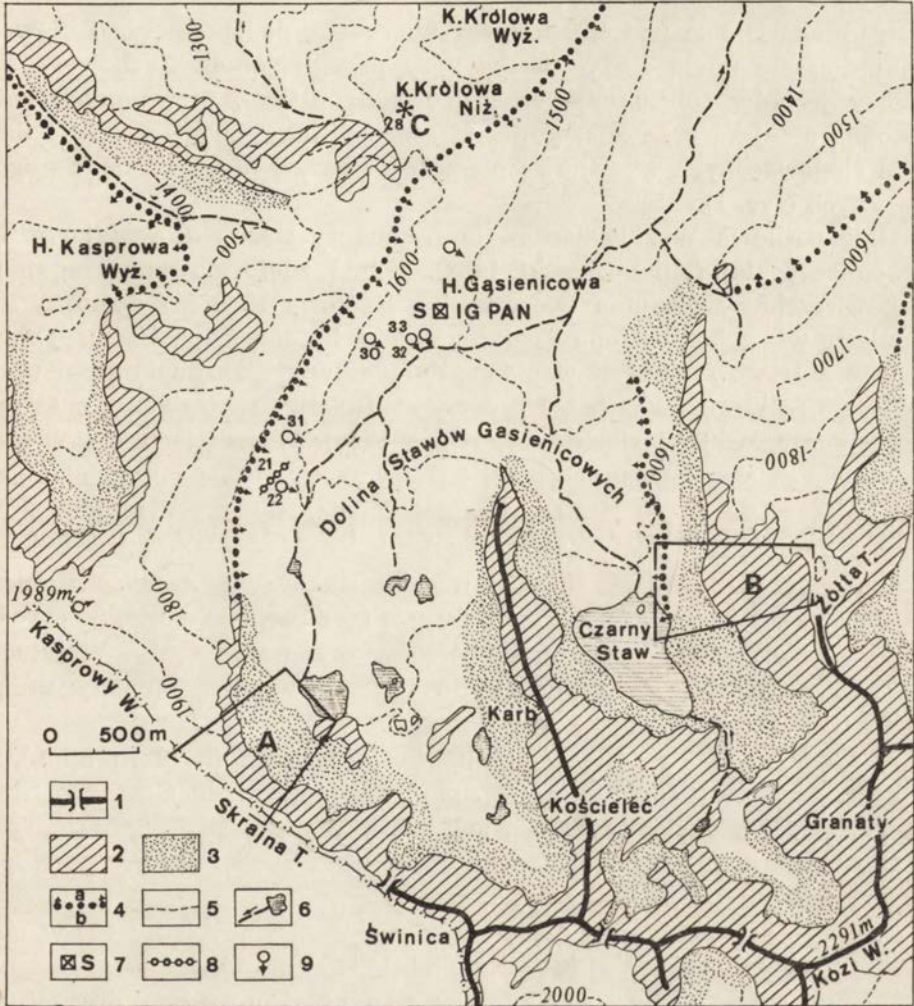 K. Królowa
Wyż.
1300
K. Królowa
Niż.
28 C
1500
1400
1500
1400
1500
H. Kasprowa
Wyż.
1600
1600
H. Gąsienicowa
S IG PAN
33
30
32
1700
31
21
22
Dolina Stawów Gąsienicowych
1600
1800
1989m
1800
B
Żółta T.
Czarny
Staw
Kasprowy W.
1900
A
Karb
0 500 m
Skrajna T.
Kościelec
Granaty
1
2
3
a
b
4
5
6
S
7
8
9
Świnica
2291m
Kozi W.
2000